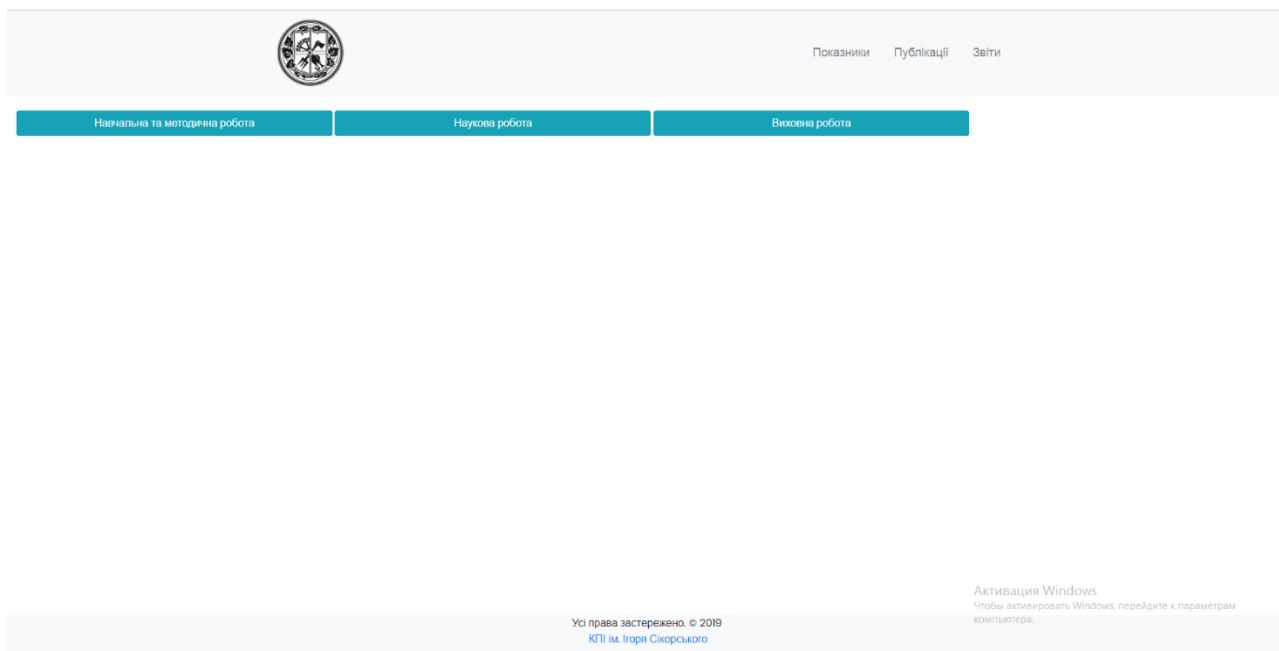 Показники Публікації Звіти
Навчальна та методична робота Наукова робота Виховна робота
Активация Windows
Чтобы активировать Windows, перейдите к параметрам
компьютера.
Усі права застережено. © 2019
КПІ ім. Ігоря Сікорського